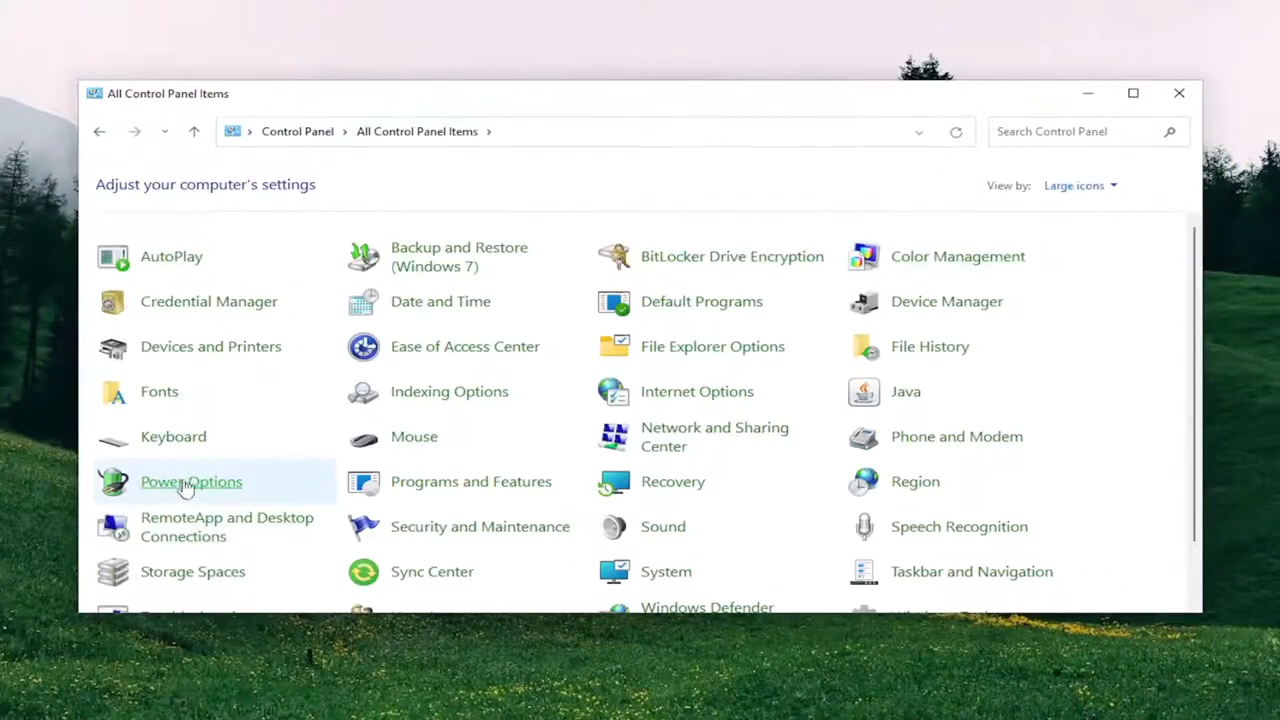 All Control Panel Items
Control Panel
All Control Panel Items
Search Control Panel
Adjust your computer's settings
View by:
Large icons
AutoPlay
Backup and Restore
(Windows 7)
BitLocker Drive Encryption
Color Management
Credential Manager
Date and Time
Default Programs
Device Manager
Devices and Printers
Ease of Access Center
File Explorer Options
File History
Fonts
Indexing Options
Internet Options
Java
Keyboard
Mouse
Network and Sharing
Center
Phone and Modem
Power Options
Programs and Features
Recovery
Region
RemoteApp and Desktop
Connections
Security and Maintenance
Sound
Speech Recognition
Storage Spaces
Sync Center
System
Taskbar and Navigation
Windows Defender